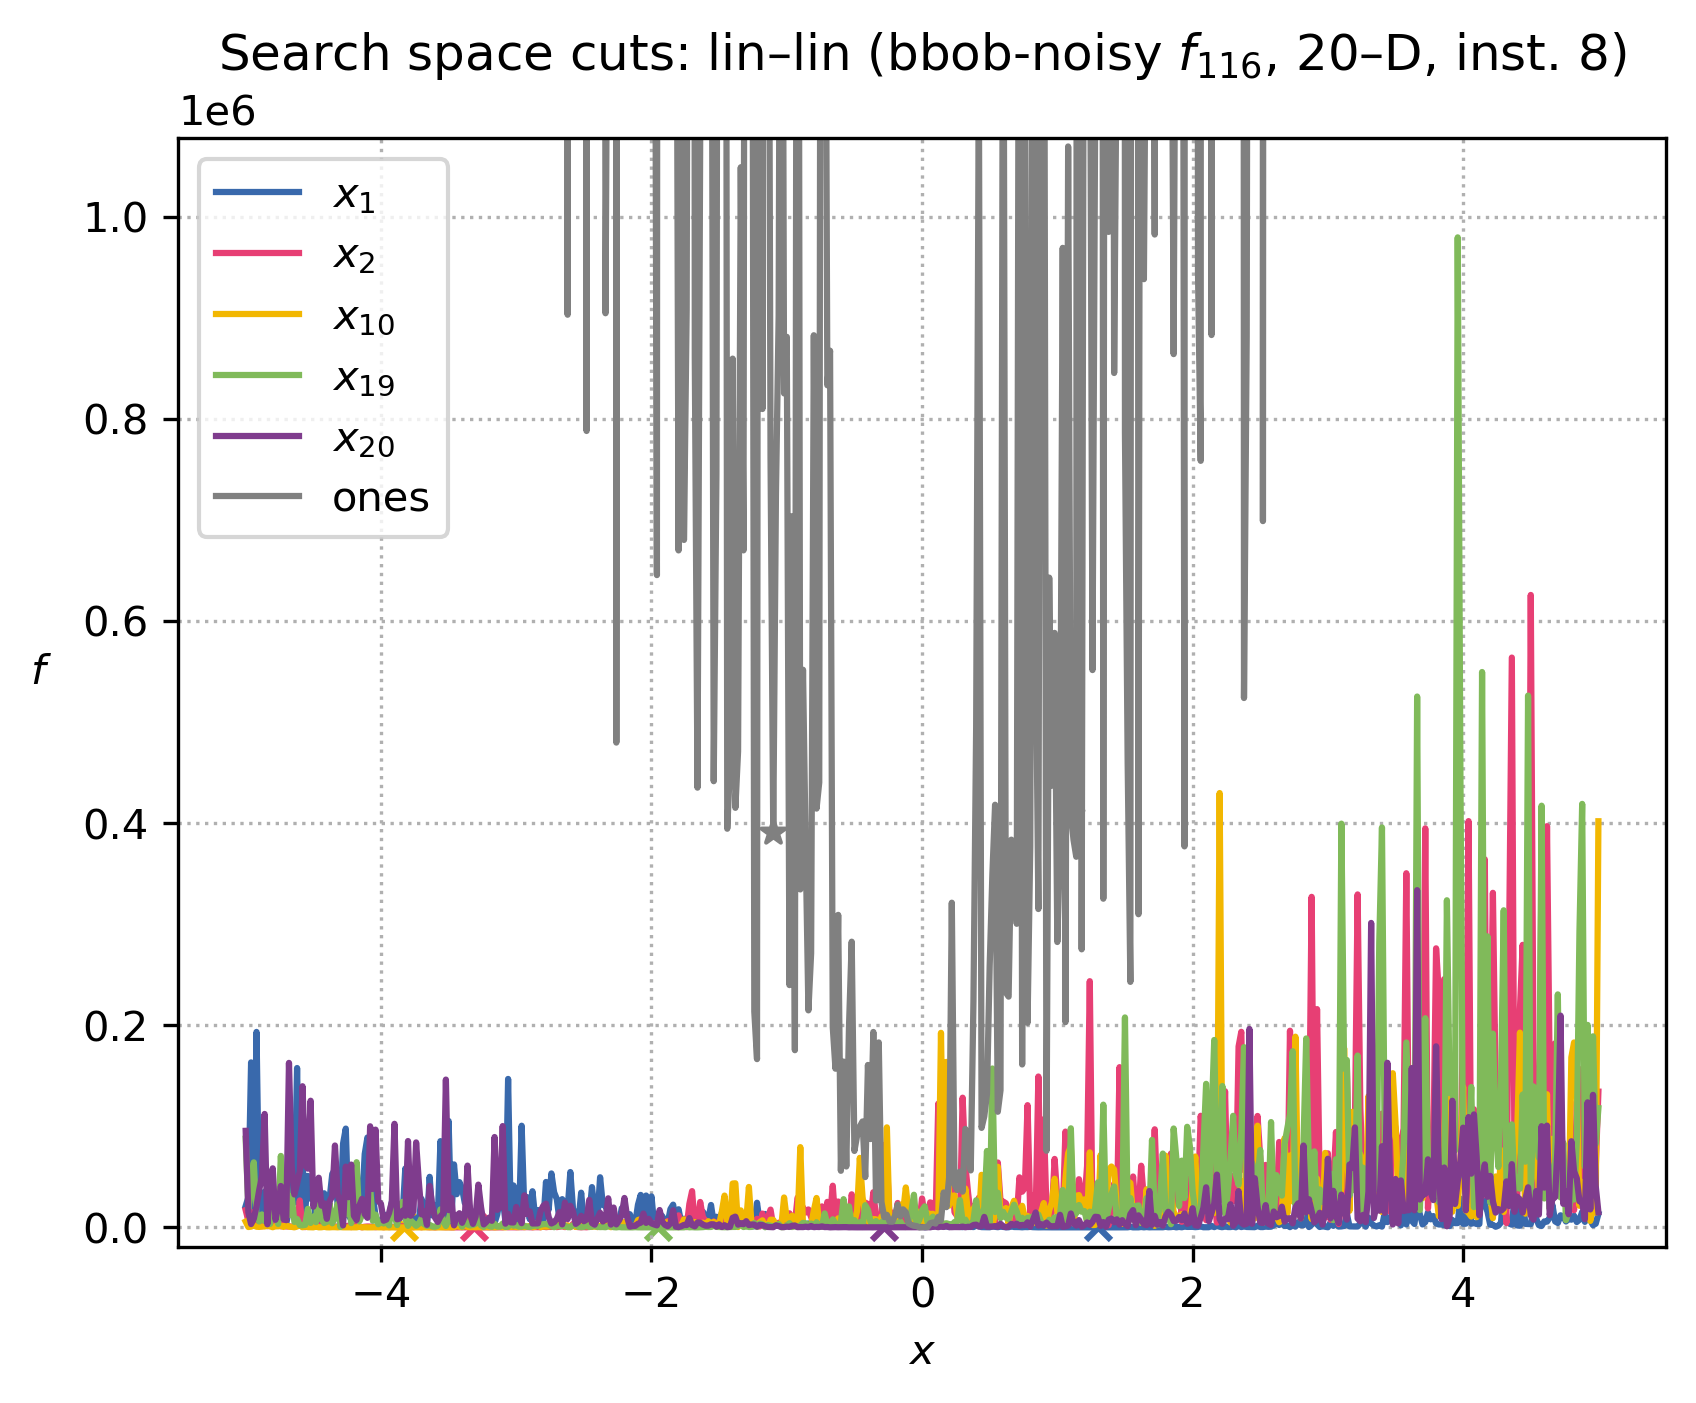 Search space cuts: lin–lin (bbob-noisy f₁₁₆, 20–D, inst. 8)
1e6
x₁
x₂
x₁₀
x₁₉
x₂₀
ones
1.0
0.8
0.6
0.4
0.2
0.0
f
−4 −2 0 2 4
x